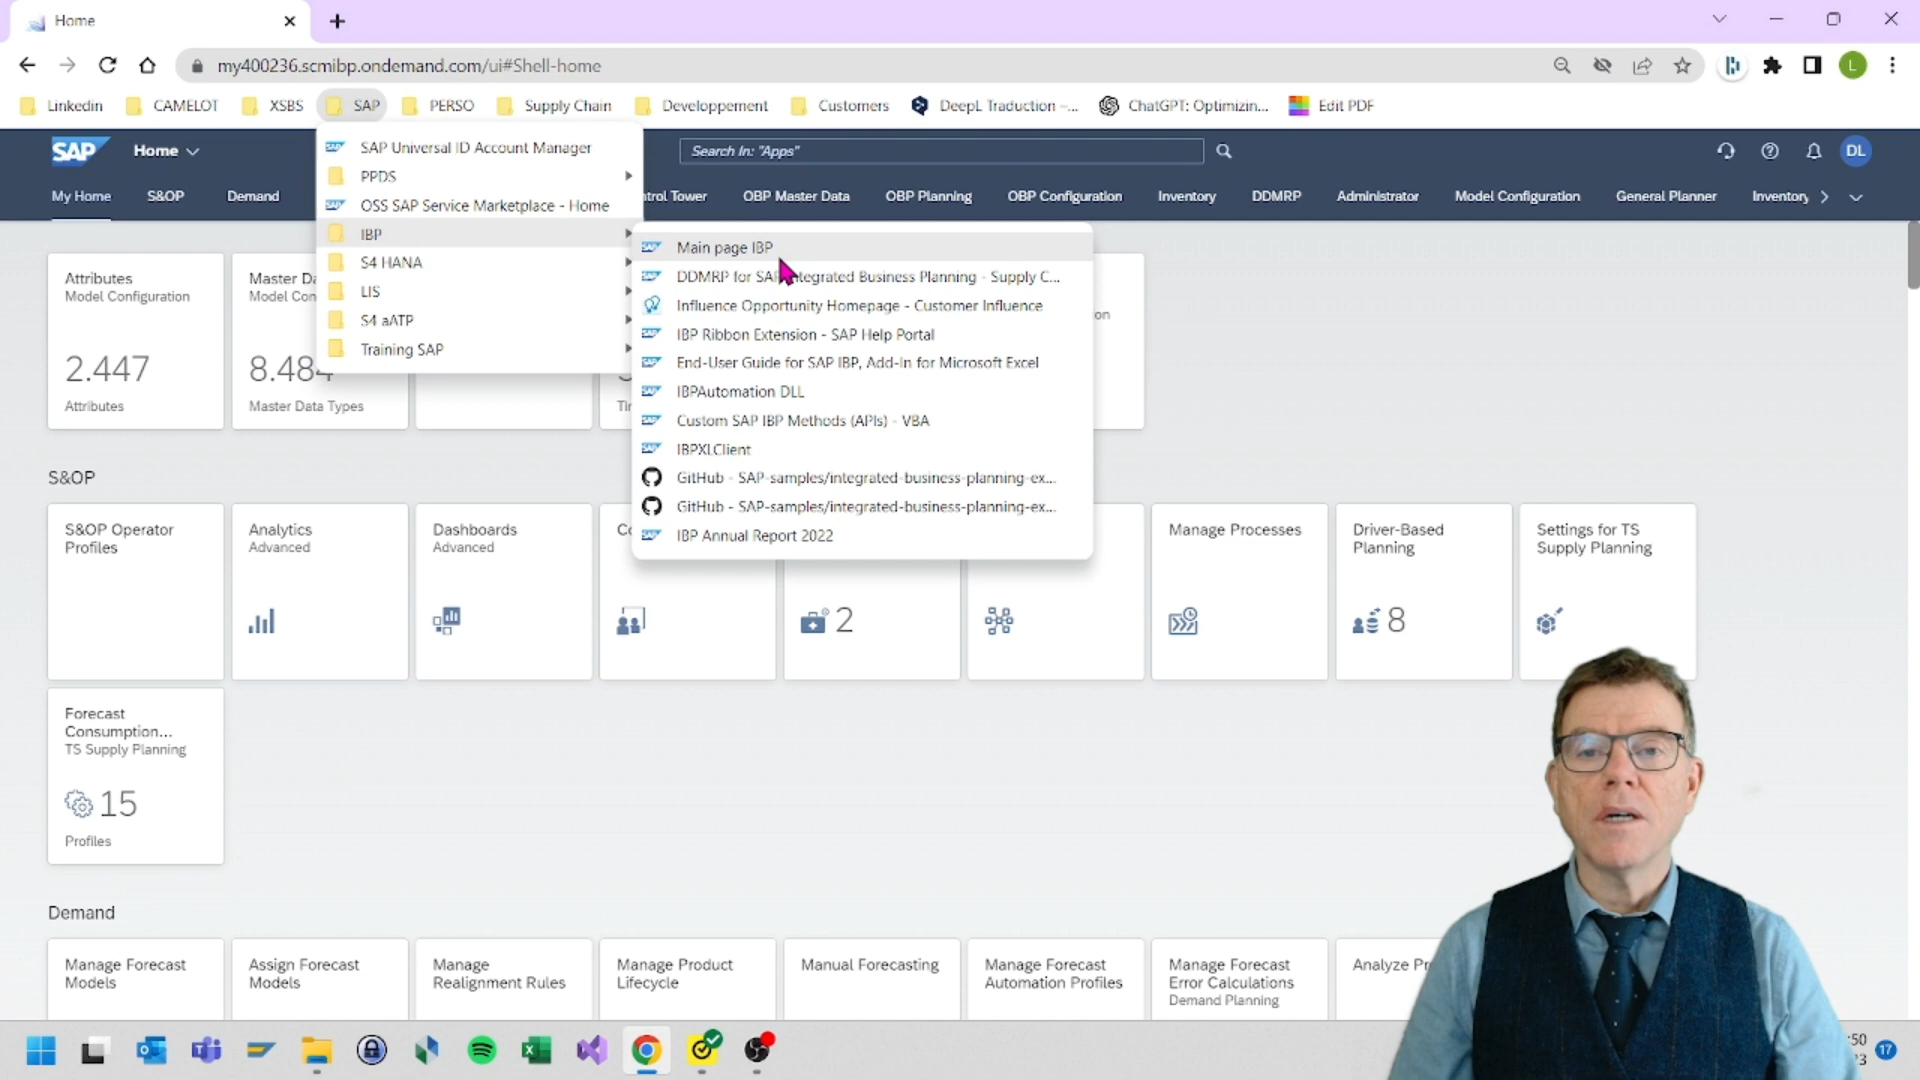 Home
my400236.scmibp.ondemand.com/ui#Shell-home
L
Linkedin
CAMELOT
XSBS
SAP
PERSO
Supply Chain
Developpement
Customers
DeepL Traduction –...
ChatGPT: Optimizin...
Edit PDF
SAP
Home
Search In: "Apps"
DL
My Home
S&OP
Demand
ntrol Tower
OBP Master Data
OBP Planning
OBP Configuration
Inventory
DDMRP
Administrator
Model Configuration
General Planner
Inventory
SAP Universal ID Account Manager
PPDS
OSS SAP Service Marketplace - Home
IBP
S4 HANA
LIS
S4 aATP
Training SAP
Main page IBP
DDMRP for SAP Integrated Business Planning - Supply C...
Influence Opportunity Homepage - Customer Influence
IBP Ribbon Extension - SAP Help Portal
End-User Guide for SAP IBP, Add-In for Microsoft Excel
IBPAutomation DLL
Custom SAP IBP Methods (APIs) - VBA
IBPXLClient
GitHub - SAP-samples/integrated-business-planning-ex...
GitHub - SAP-samples/integrated-business-planning-ex...
IBP Annual Report 2022
Attributes
Model Configuration
2.447
Attributes
Master Da
Model Con
8.484
Master Data Types
on
S&OP
S&OP Operator
Profiles
Analytics
Advanced
Dashboards
Advanced
2
Manage Processes
Driver-Based
Planning
8
Settings for TS
Supply Planning
Forecast
Consumption...
TS Supply Planning
15
Profiles
Demand
Manage Forecast
Models
Assign Forecast
Models
Manage
Realignment Rules
Manage Product
Lifecycle
Manual Forecasting
Manage Forecast
Automation Profiles
Manage Forecast
Error Calculations
Demand Planning
Analyze Pr
:50
17